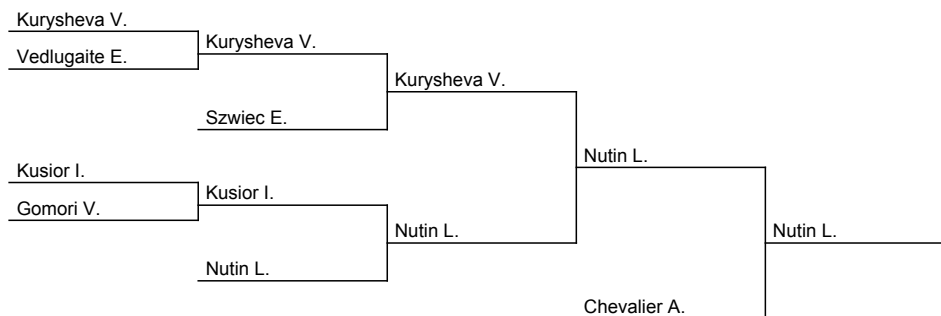 Kurysheva V.
Vedlugaite E.
Kurysheva V.
Szwiec E.
Kurysheva V.
Kusior I.
Gomori V.
Kusior I.
Nutin L.
Nutin L.
Nutin L.
Chevalier A.
Nutin L.